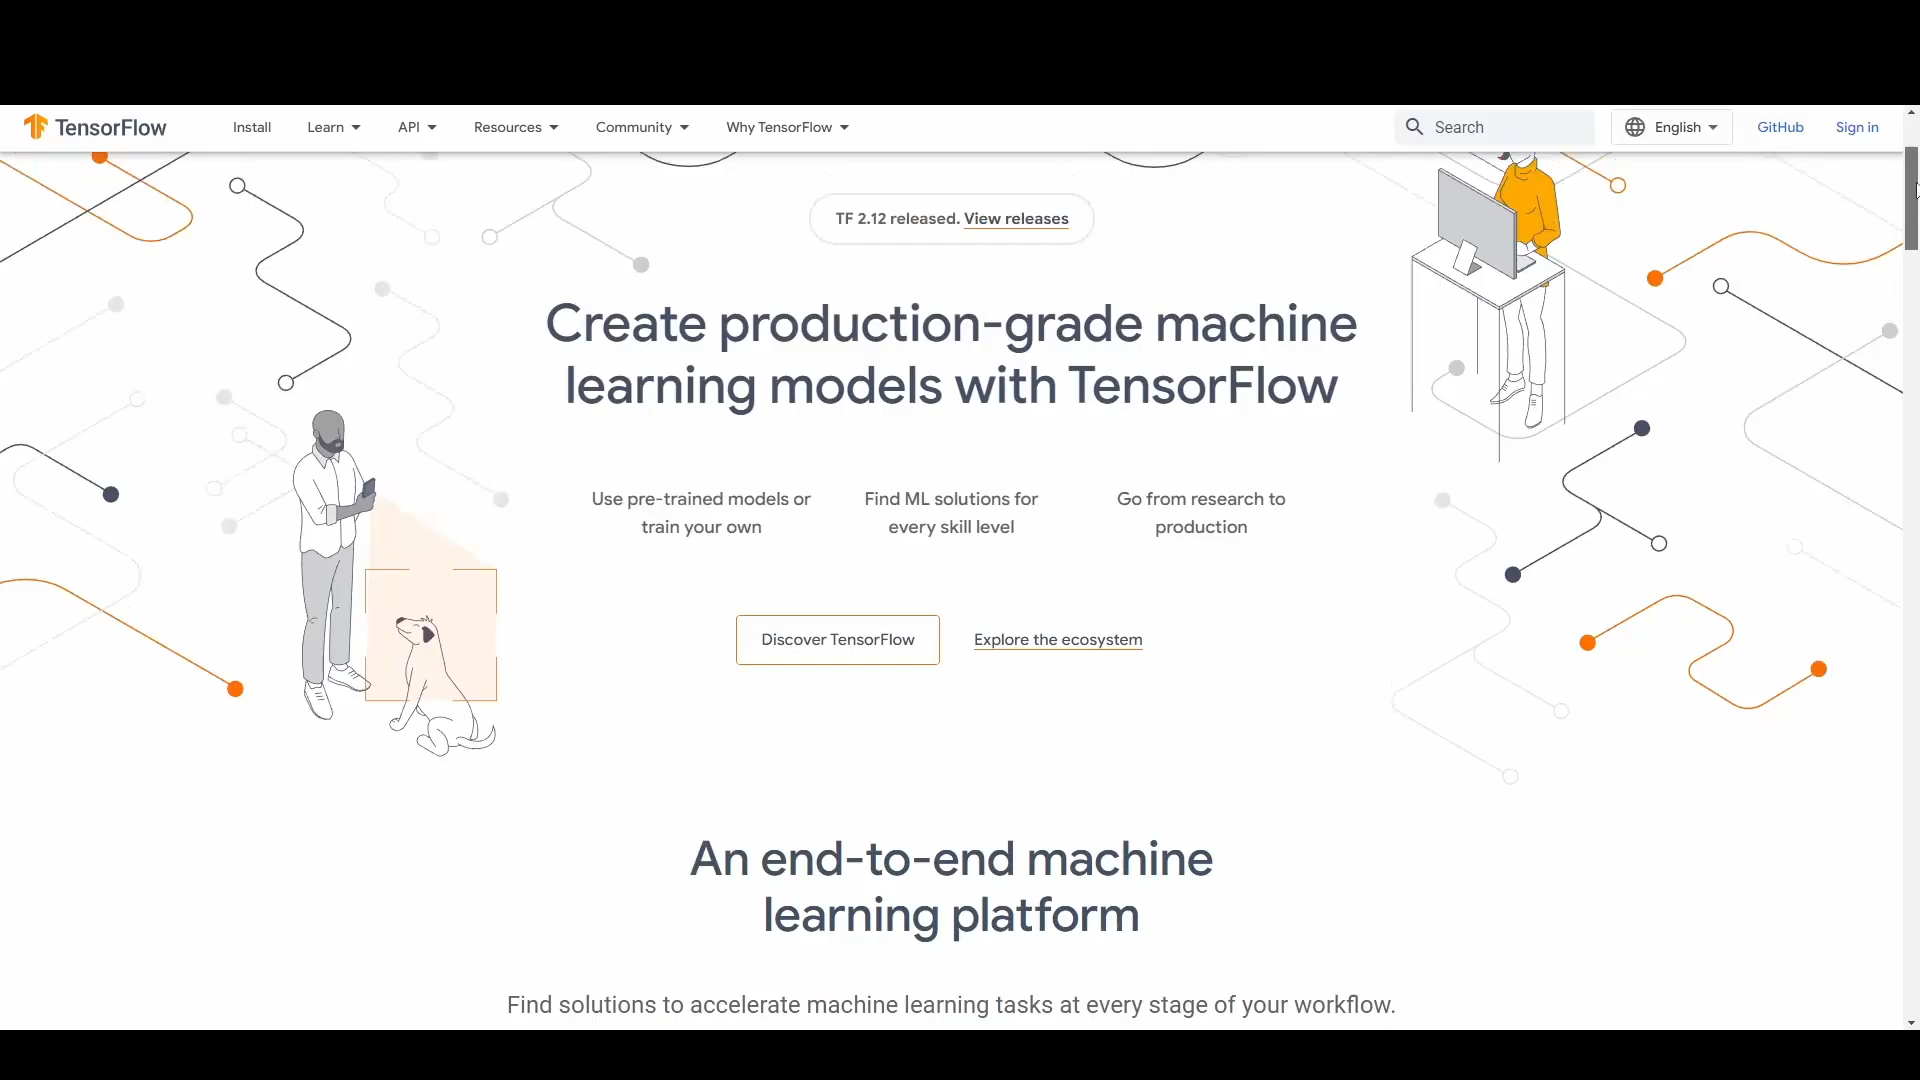 TensorFlow Install Learn API Resources Community Why TensorFlow Search English GitHub Sign in
TF 2.12 released. View releases
Create production-grade machine
learning models with TensorFlow
Use pre-trained models or
train your own
Find ML solutions for
every skill level
Go from research to
production
Discover TensorFlow Explore the ecosystem
An end-to-end machine
learning platform
Find solutions to accelerate machine learning tasks at every stage of your workflow.